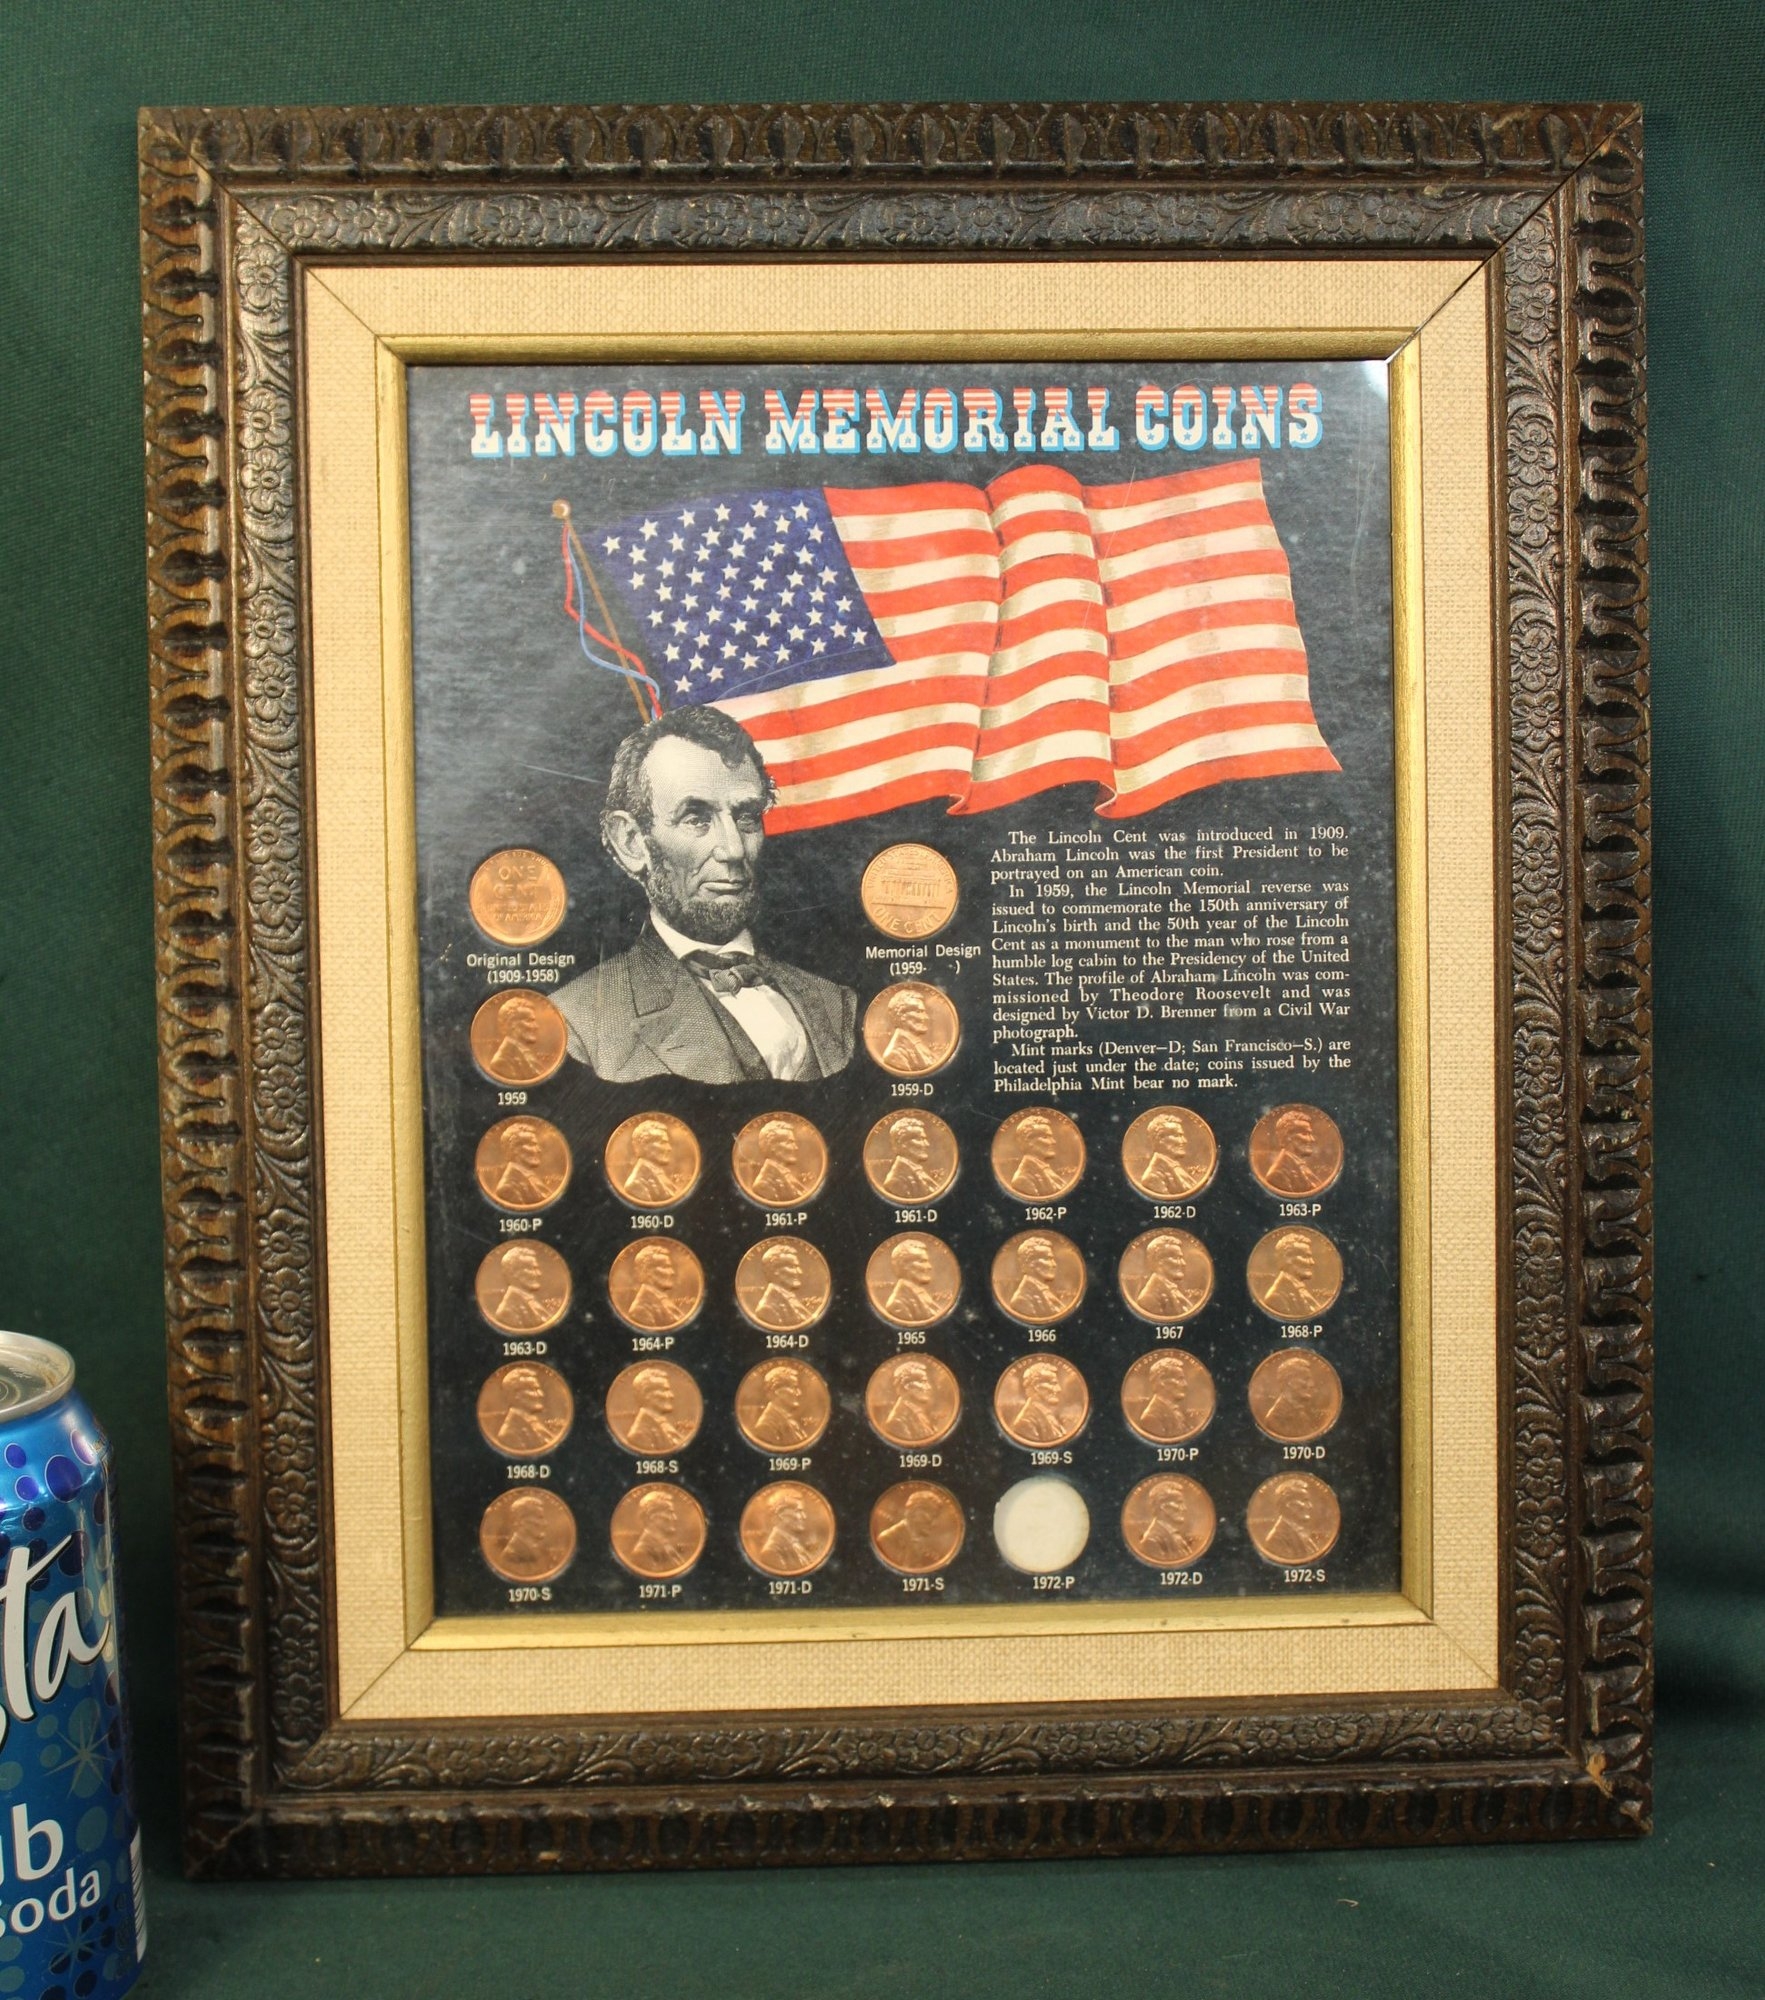 LINCOLN MEMORIAL COINS
The Lincoln Cent was introduced in 1909.
Abraham Lincoln was the first President to be
portrayed on an American coin.
In 1959, the Lincoln Memorial reverse was
issued to commemorate the 150th anniversary of
Lincoln's birth and the 50th year of the Lincoln
Cent as a monument to the man who rose from a
humble log cabin to the Presidency of the United
States. The profile of Abraham Lincoln was com-
missioned by Theodore Roosevelt and was
designed by Victor D. Brenner from a Civil War
photograph.
Mint marks (Denver—D; San Francisco—S.) are
located just under the date; coins issued by the
Philadelphia Mint bear no mark.
ONE
CENT
UNITED STATES
OF AMERICA
Original Design
(1909-1958)
ONE CENT
Memorial Design
(1959- )
1959
1959-D
1960-P 1960-D 1961-P 1961-D 1962-P 1962-D 1963-P
1963-D 1964-P 1964-D 1965 1966 1967 1968-P
1968-D 1968-S 1969-P 1969-D 1969-S 1970-P 1970-D
1970-S 1971-P 1971-D 1971-S 1972-P 1972-D 1972-S
ta
ub
Soda